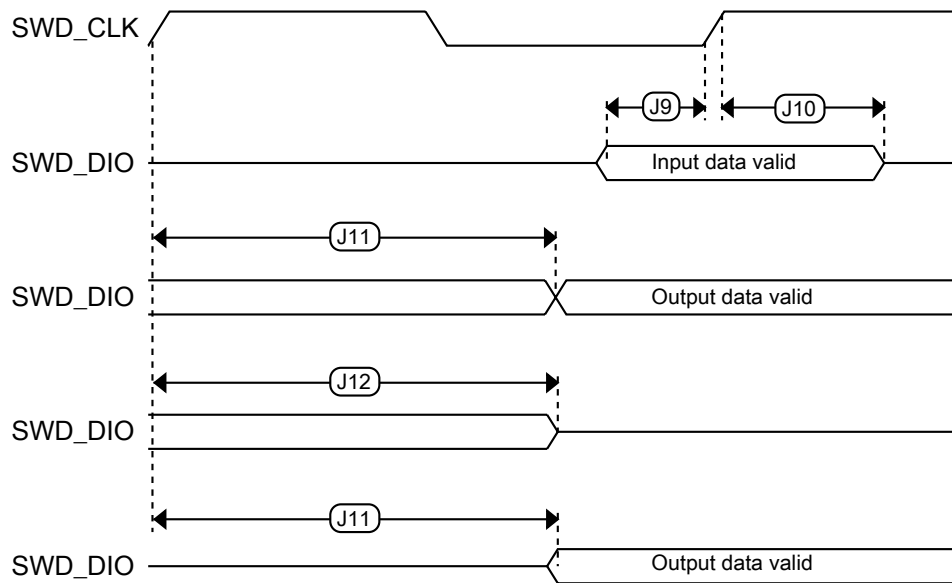 SWD_CLK
J9
J10
SWD_DIO
Input data valid
J11
SWD_DIO
Output data valid
J12
SWD_DIO
J11
SWD_DIO
Output data valid